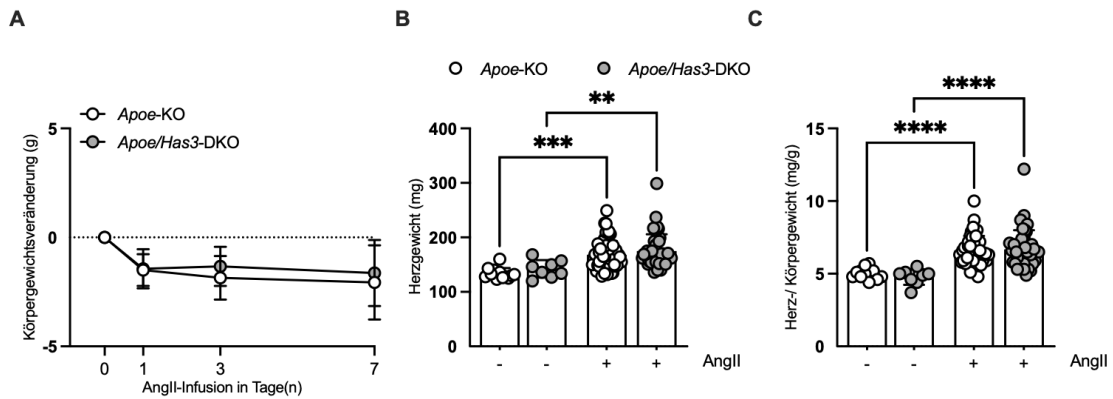 A
B
C
Apoe-KO
Apoe/Has3-DKO
Apoe-KO
Apoe/Has3-DKO
Körpergewichtsveränderung (g)
5
0
-5
0
1
3
7
AngII-Infusion in Tage(n)
Herzgewicht (mg)
400
300
200
100
0
***
**
-
-
+
+
AngII
Herz-/ Körpergewicht (mg/g)
15
10
5
0
****
****
-
-
+
+
AngII